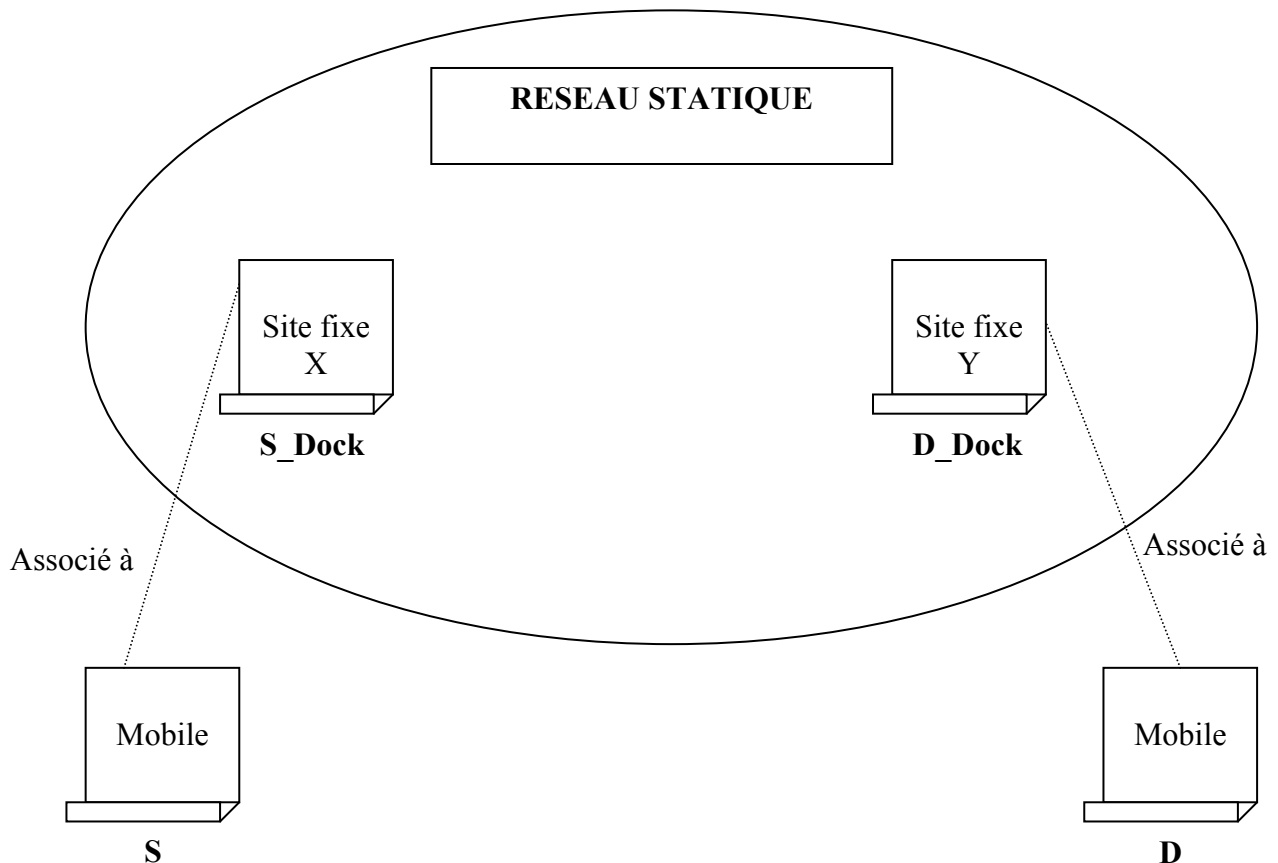 RESEAU STATIQUE
Site fixe
X
Site fixe
Y
S_Dock
D_Dock
Associé à
Associé à
Mobile
Mobile
S
D